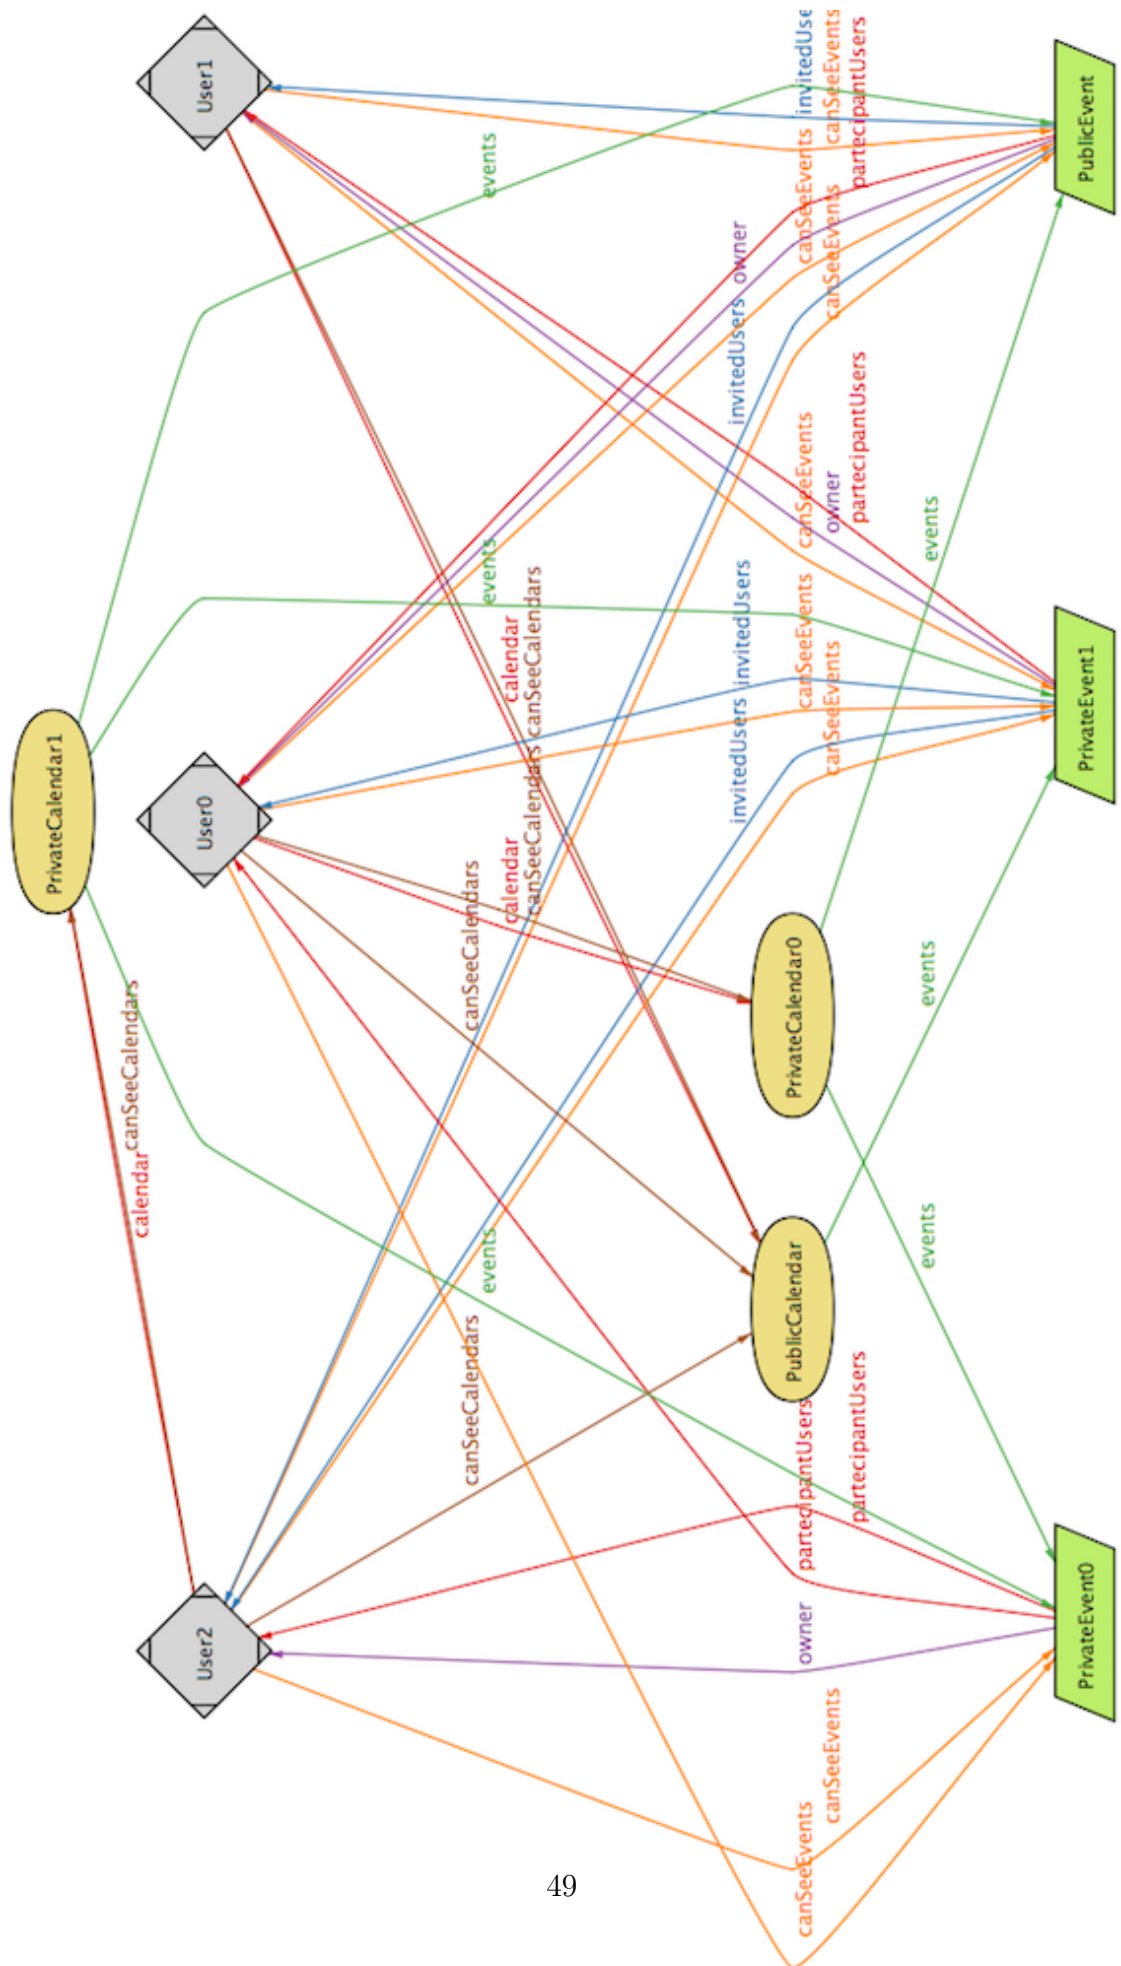 User1
invitedUse
canSeeEvents
partecipantUsers
PublicEvent
events
canSeeEvents
canSeeEvents
owner
invitedUsers
canSeeEvents
owner
partecipantUsers
events
events
calendar
canSeeCalendars
invitedUsers
canSeeEvents
canSeeEvents
PrivateEvent1
PrivateCalendar1
User0
invitedUsers
calendar
canSeeCalendars
canSeeCalendars
PrivateCalendar0
events
canSeeCalendars
calendar
events
events
PublicCalendar
canSeeCalendars
partecipantUsers
partecipantUsers
User2
owner
PrivateEvent0
canSeeEvents
canSeeEvents
49